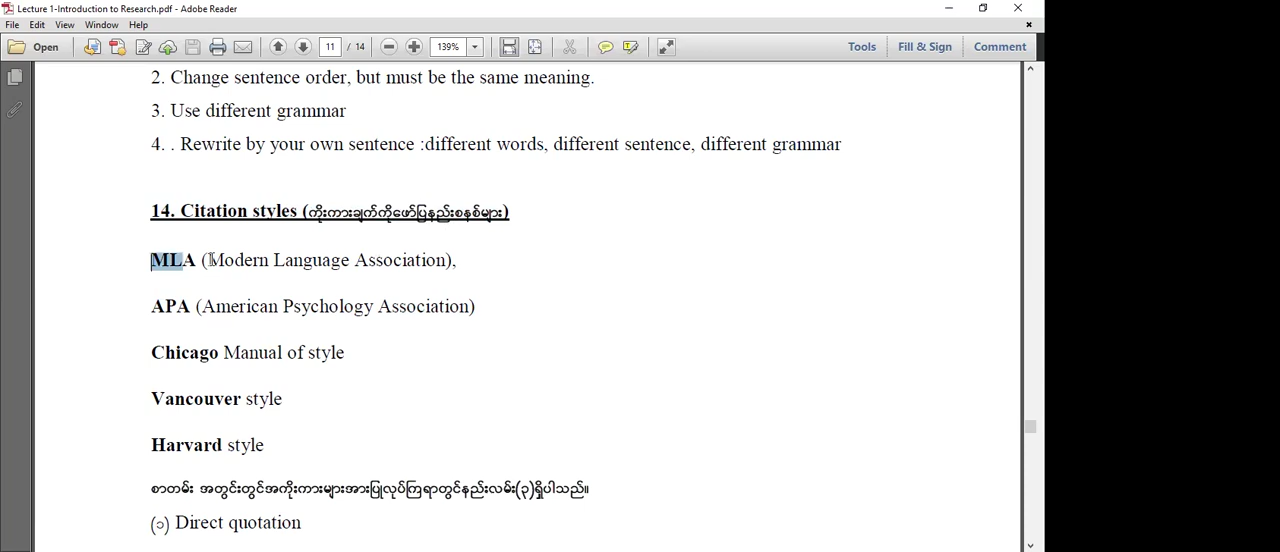 Lecture 1-Introduction to Research.pdf - Adobe Reader
File Edit View Window Help
Open 11 / 14 139% Tools Fill & Sign Comment
2. Change sentence order, but must be the same meaning.
3. Use different grammar
4. . Rewrite by your own sentence :different words, different sentence, different grammar
14. Citation styles (ကိုးကားချက်ကိုဖော်ပြနည်းစနစ်များ)
MLA (Modern Language Association),
APA (American Psychology Association)
Chicago Manual of style
Vancouver style
Harvard style
စာတမ်း အတွင်းတွင်အကိုးကားများအားပြုလုပ်ကြရာတွင်နည်းလမ်း(၃)ရှိပါသည်။
(၁) Direct quotation